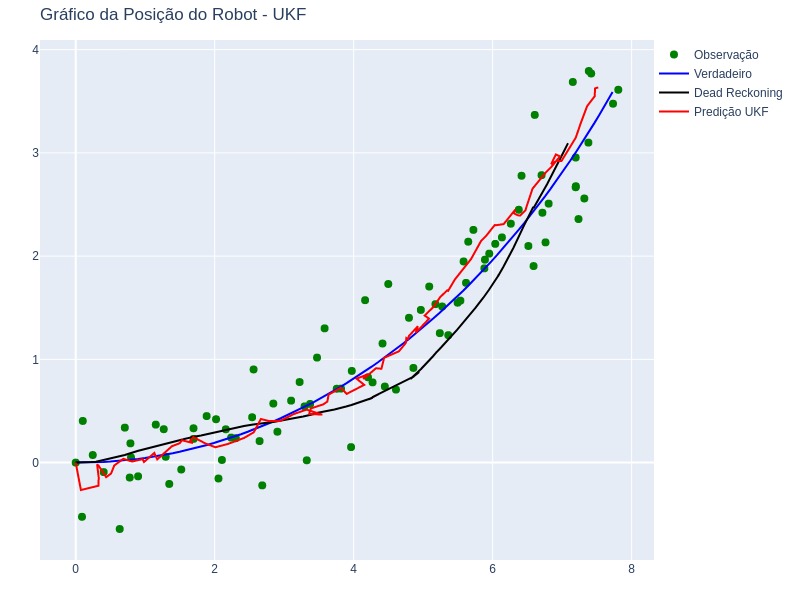 Gráfico da Posição do Robot - UKF
4
3
2
1
0
0
2
4
6
8
Observação
Verdadeiro
Dead Reckoning
Predição UKF